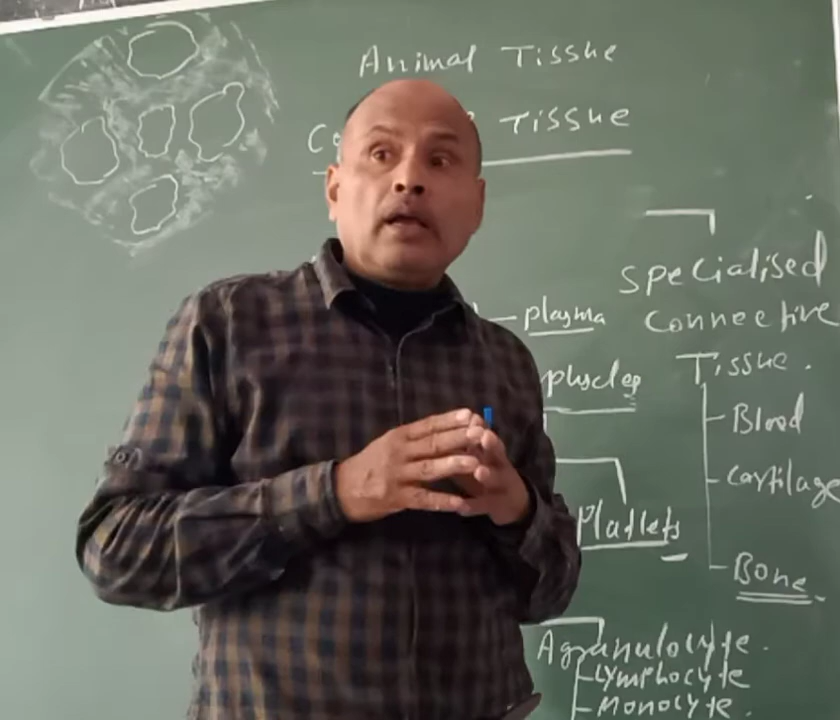 Animal Tissue
Tissue
Specialised
Connective
Tissue.
plasma
Blood
Cartilage
Platlets
Bone.
Agranulocyte.
Lymphocyte
Monocyte.